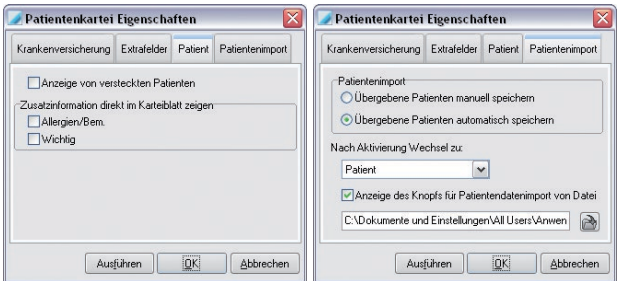 Patientenkartei Eigenschaften
Krankenversicherung Extrafelder Patient Patientenimport
Anzeige von versteckten Patienten
Zusatzinformation direkt im Karteiblatt zeigen
Allergien/Bem.
Wichtig
Ausführen OK Abbrechen
Patientenkartei Eigenschaften
Krankenversicherung Extrafelder Patient Patientenimport
Patientenimport
Übergebene Patienten manuell speichern
Übergebene Patienten automatisch speichern
Nach Aktivierung Wechsel zu:
Patient
Anzeige des Knopfs für Patientendatenimport von Datei
C:\Dokumente und Einstellungen\All Users\Anwen
Ausführen OK Abbrechen